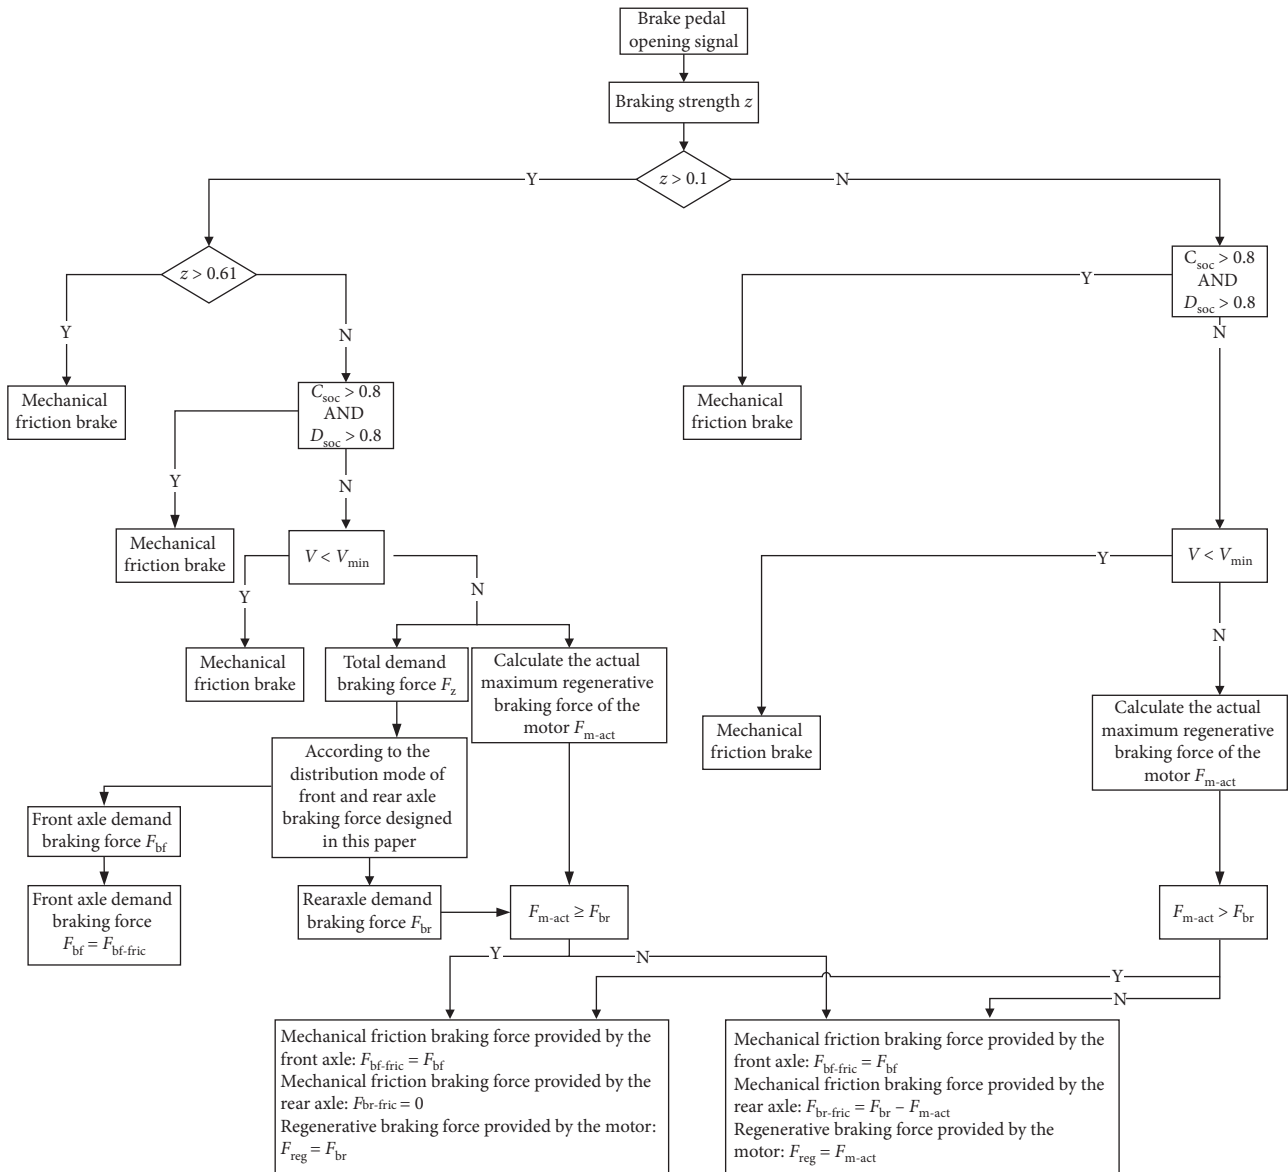 Brake pedal
opening signal
Braking strength z
z > 0.1
Y
N
z > 0.61
Y
N
Mechanical
friction brake
C_soc > 0.8
AND
D_soc > 0.8
Y
N
Mechanical
friction brake
V < V_min
Y
N
Mechanical
friction brake
Total demand
braking force F_z
Calculate the actual
maximum regenerative
braking force of the
motor F_m-act
According to the
distribution mode of
front and rear axle
braking force designed
in this paper
Front axle demand
braking force F_bf
Front axle demand
braking force
F_bf = F_bf-fric
Rearaxle demand
braking force F_br
F_m-act ≥ F_br
Y
N
C_soc > 0.8
AND
D_soc > 0.8
Y
N
Mechanical
friction brake
V < V_min
Y
N
Mechanical
friction brake
Calculate the actual
maximum regenerative
braking force of the
motor F_m-act
F_m-act > F_br
Y
N
Mechanical friction braking force provided by the
front axle: F_bf-fric = F_bf
Mechanical friction braking force provided by the
rear axle: F_br-fric = 0
Regenerative braking force provided by the motor:
F_reg = F_br
Mechanical friction braking force provided by the
front axle: F_bf-fric = F_bf
Mechanical friction braking force provided by the
rear axle: F_br-fric = F_br – F_m-act
Regenerative braking force provided by the
motor: F_reg = F_m-act